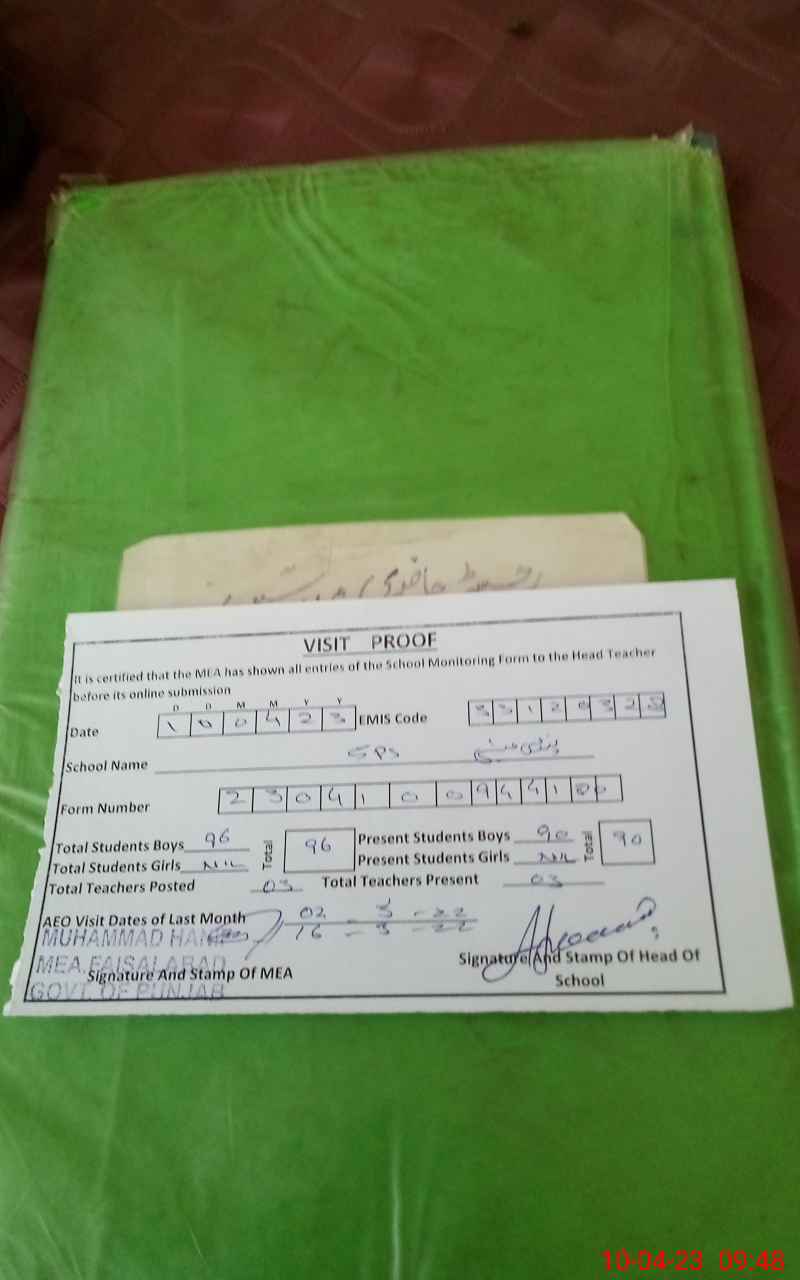 رجسٹر حاضری مدرسین
VISIT PROOF
It is certified that the MEA has shown all entries of the School Monitoring Form to the Head Teacher
before its online submission
D D M M Y Y
Date 1 0 0 4 2 3 EMIS Code 3 3 1 2 0 3 2 8
School Name SPS
Form Number 2 3 0 4 1 0 0 9 4 4 1
Total Students Boys 96 Total 96 Present Students Boys 90 Total 90
Total Students Girls NIL Present Students Girls NIL
Total Teachers Posted 03 Total Teachers Present 03
AEO Visit Dates of Last Month 02 - 3 - 22
16 - 3 - 22
MUHAMMAD
MEA FAISALABAD
Signature And Stamp Of MEA
GOVT. OF PUNJAB
Signature And Stamp Of Head Of
School
10-04-23 09:48